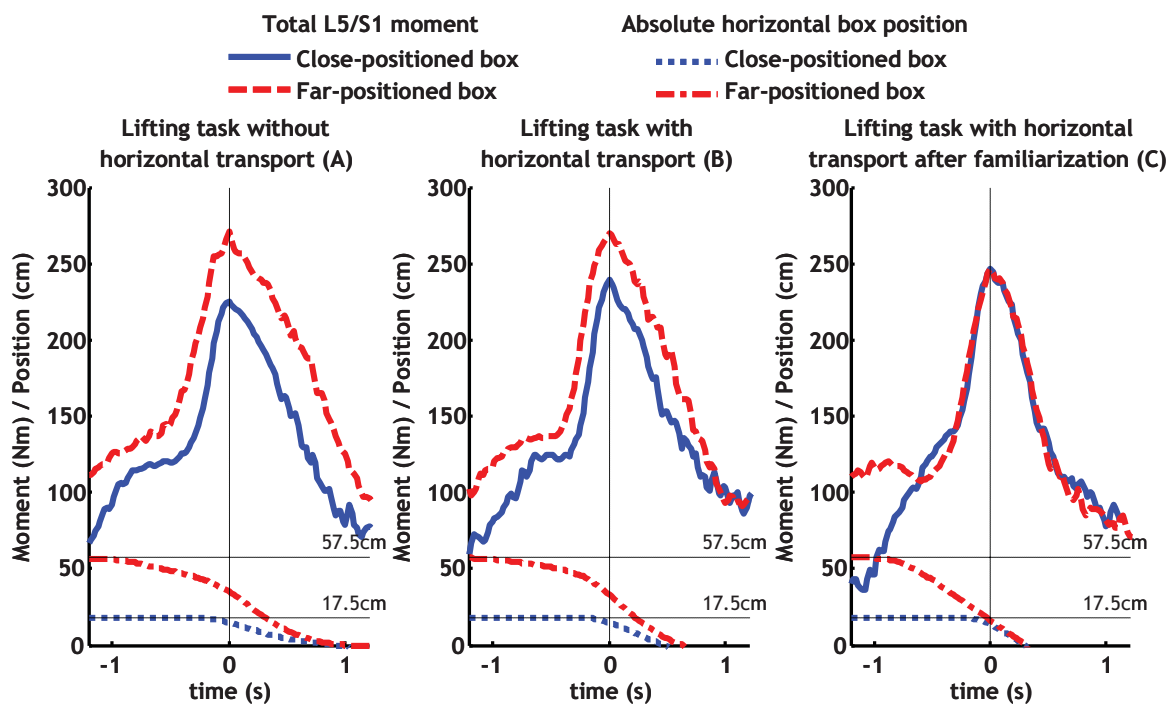 Total L5/S1 moment
Absolute horizontal box position
Close-positioned box
Close-positioned box
Far-positioned box
Far-positioned box
Lifting task without
horizontal transport (A)
Lifting task with
horizontal transport (B)
Lifting task with horizontal
transport after familiarization (C)
Moment (Nm) / Position (cm)
300
250
200
150
100
50
0
57.5cm
17.5cm
-1
0
1
time (s)
Moment (Nm) / Position (cm)
300
250
200
150
100
50
0
57.5cm
17.5cm
-1
0
1
time (s)
Moment (Nm) / Position (cm)
300
250
200
150
100
50
0
57.5cm
17.5cm
-1
0
1
time (s)